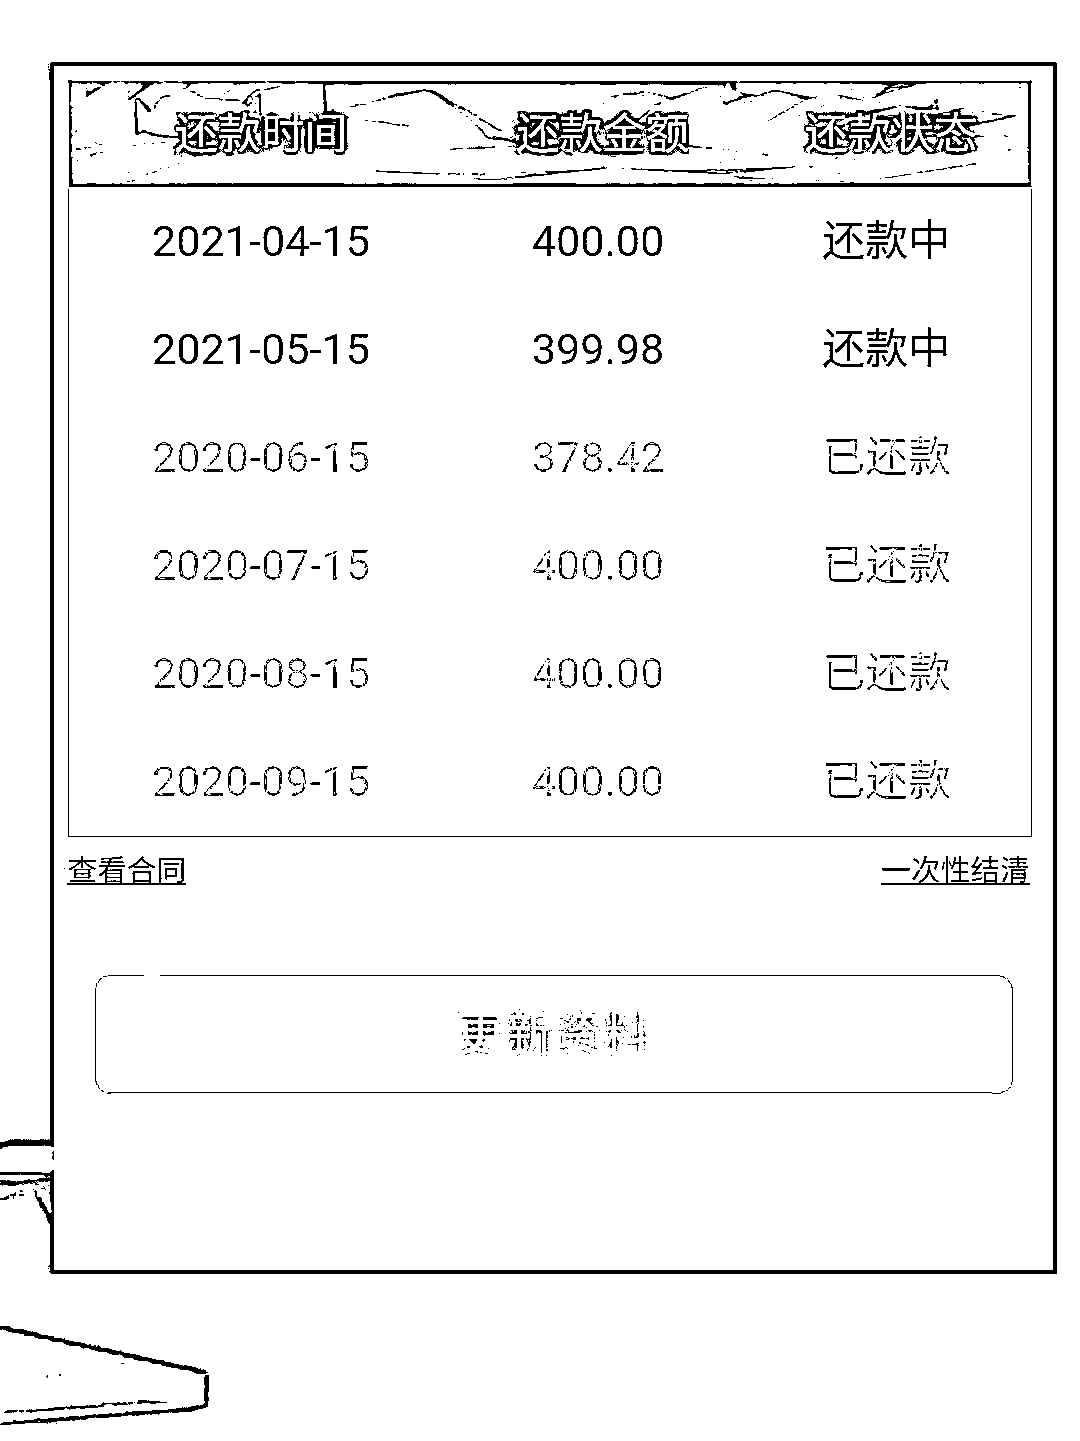 还款时间 还款金额 还款状态
2021-04-15 400.00 还款中
2021-05-15 399.98 还款中
2020-06-15 378.42 已还款
2020-07-15 400.00 已还款
2020-08-15 400.00 已还款
2020-09-15 400.00 已还款
查看合同 一次性结清
更新资料